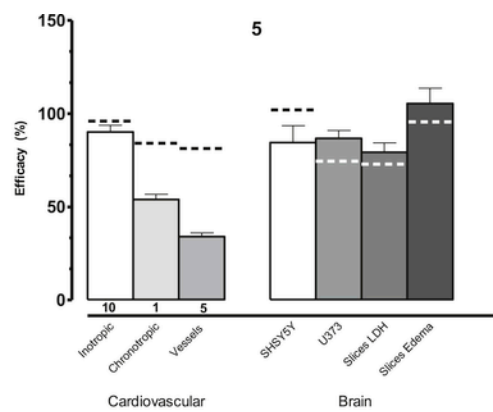 5
Efficacy (%)
150
100
50
0
10 1 5
Inotropic
Chronotropic
Vessels
SHSY5Y
U373
Slices LDH
Slices Edema
Cardiovascular Brain